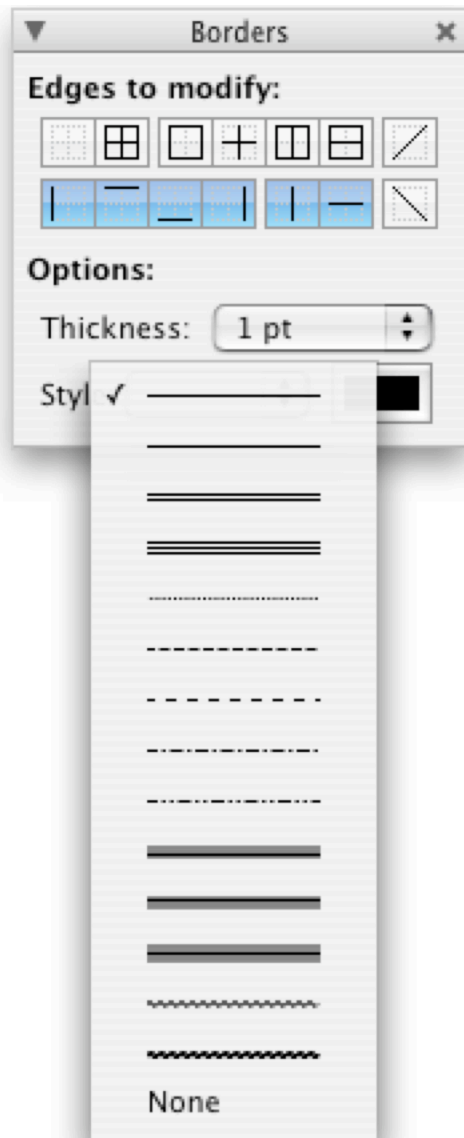 Borders
Edges to modify:
Options:
Thickness: 1 pt
Styl
None